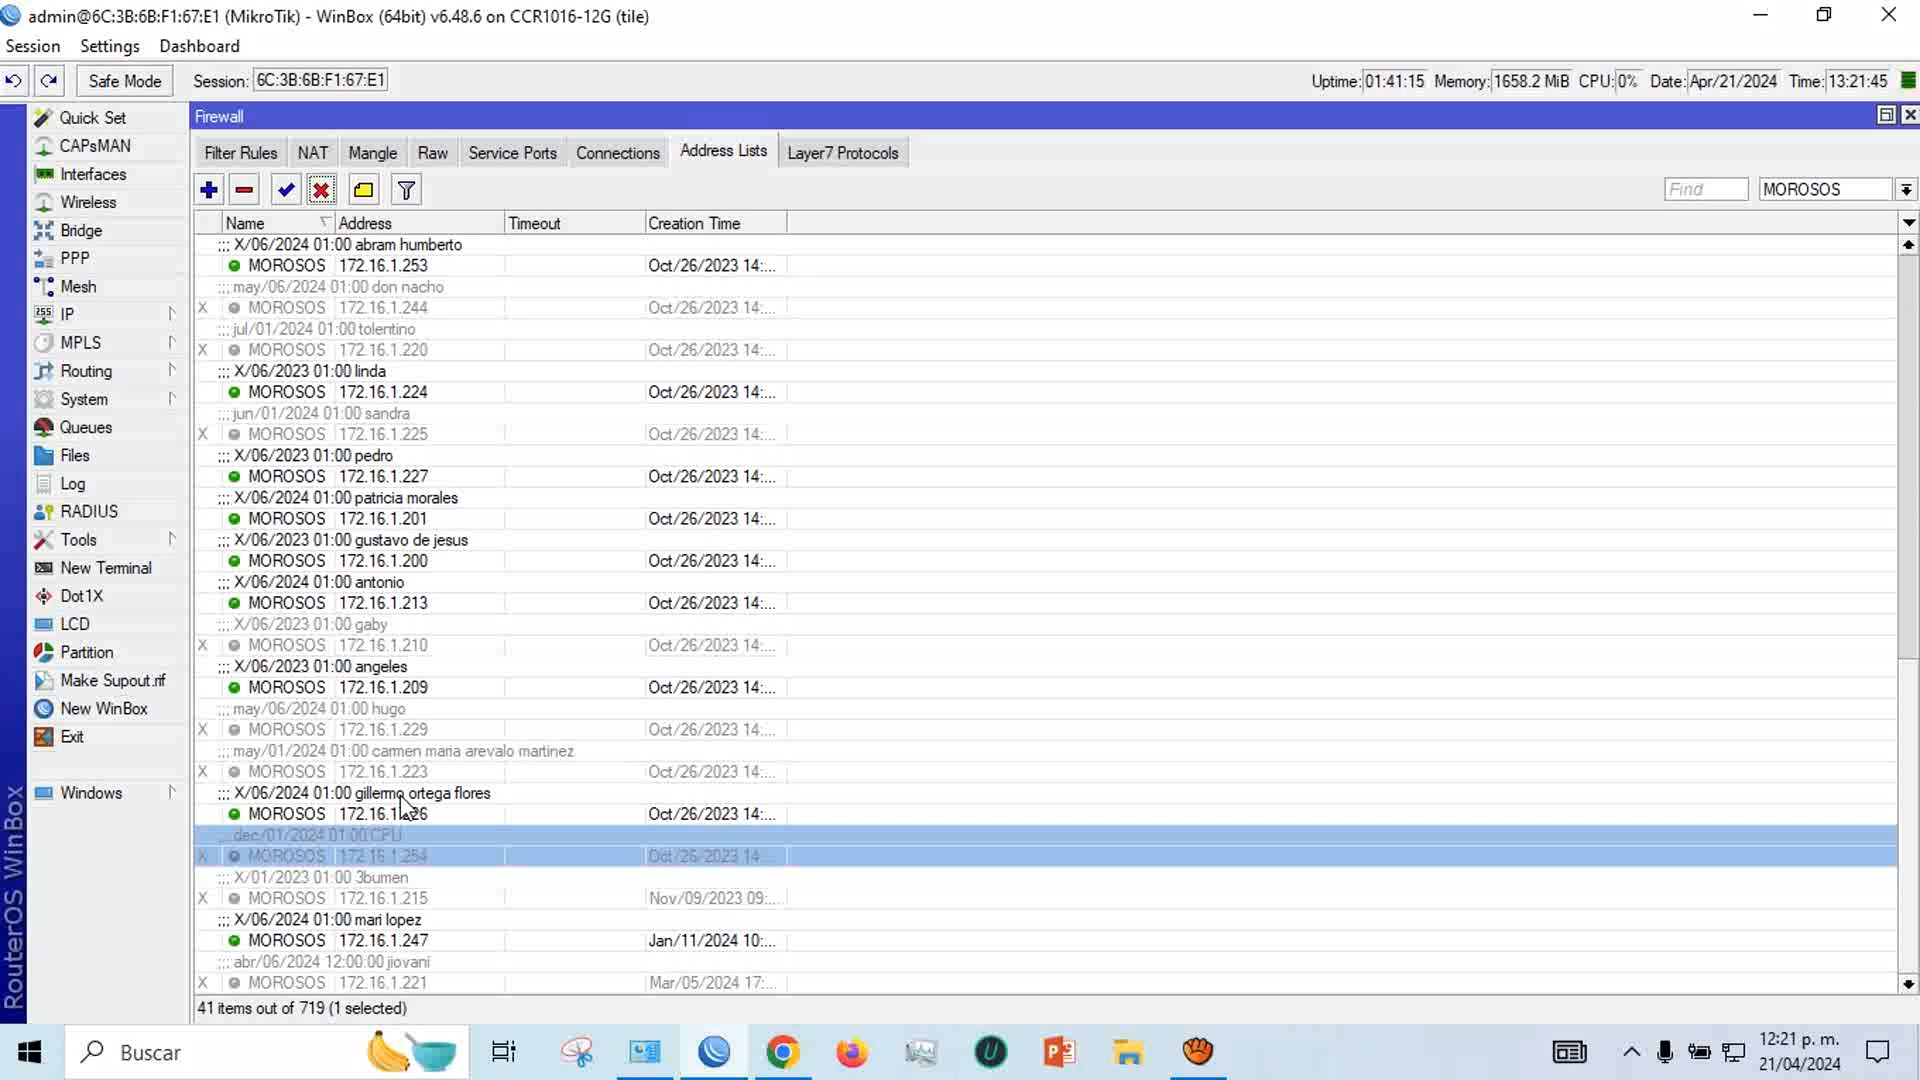 admin@6C:3B:6B:F1:67:E1 (MikroTik) - WinBox (64bit) v6.48.6 on CCR1016-12G (tile)
Session Settings Dashboard
Safe Mode Session: 6C:3B:6B:F1:67:E1 Uptime: 01:41:15 Memory: 1658.2 MiB CPU: 0% Date: Apr/21/2024 Time: 13:21:45
Quick Set
CAPsMAN
Interfaces
Wireless
Bridge
PPP
Mesh
IP
MPLS
Routing
System
Queues
Files
Log
RADIUS
Tools
New Terminal
Dot1X
LCD
Partition
Make Supout.rif
New WinBox
Exit
Windows
RouterOS WinBox
Firewall
Filter Rules NAT Mangle Raw Service Ports Connections Address Lists Layer7 Protocols
Find MOROSOS
Name Address Timeout Creation Time
;;; X/06/2024 01:00 abram humberto
MOROSOS 172.16.1.253 Oct/26/2023 14:...
;;; may/06/2024 01:00 don nacho
X MOROSOS 172.16.1.244 Oct/26/2023 14:...
;;; jul/01/2024 01:00 tolentino
X MOROSOS 172.16.1.220 Oct/26/2023 14:...
;;; X/06/2023 01:00 linda
MOROSOS 172.16.1.224 Oct/26/2023 14:...
;;; jun/01/2024 01:00 sandra
X MOROSOS 172.16.1.225 Oct/26/2023 14:...
;;; X/06/2023 01:00 pedro
MOROSOS 172.16.1.227 Oct/26/2023 14:...
;;; X/06/2024 01:00 patricia morales
MOROSOS 172.16.1.201 Oct/26/2023 14:...
;;; X/06/2023 01:00 gustavo de jesus
MOROSOS 172.16.1.200 Oct/26/2023 14:...
;;; X/06/2024 01:00 antonio
MOROSOS 172.16.1.213 Oct/26/2023 14:...
;;; X/06/2023 01:00 gaby
X MOROSOS 172.16.1.210 Oct/26/2023 14:...
;;; X/06/2023 01:00 angeles
MOROSOS 172.16.1.209 Oct/26/2023 14:...
;;; may/06/2024 01:00 hugo
X MOROSOS 172.16.1.229 Oct/26/2023 14:...
;;; may/01/2024 01:00 carmen maria arevalo martinez
X MOROSOS 172.16.1.223 Oct/26/2023 14:...
;;; X/06/2024 01:00 gillermo ortega flores
MOROSOS Oct/26/2023 14:...
;;; dec/01/2024 01:00 CPU
X MOROSOS 172.16.1.254 Oct/26/2023 14:...
;;; X/01/2023 01:00 3bumen
X MOROSOS 172.16.1.215 Nov/09/2023 09:...
;;; X/06/2024 01:00 mari lopez
MOROSOS 172.16.1.247 Jan/11/2024 10:...
;;; abr/06/2024 12:00:00 jiovani
X MOROSOS 172.16.1.221 Mar/05/2024 17:...
41 items out of 719 (1 selected)
Buscar
12:21 p. m.
21/04/2024